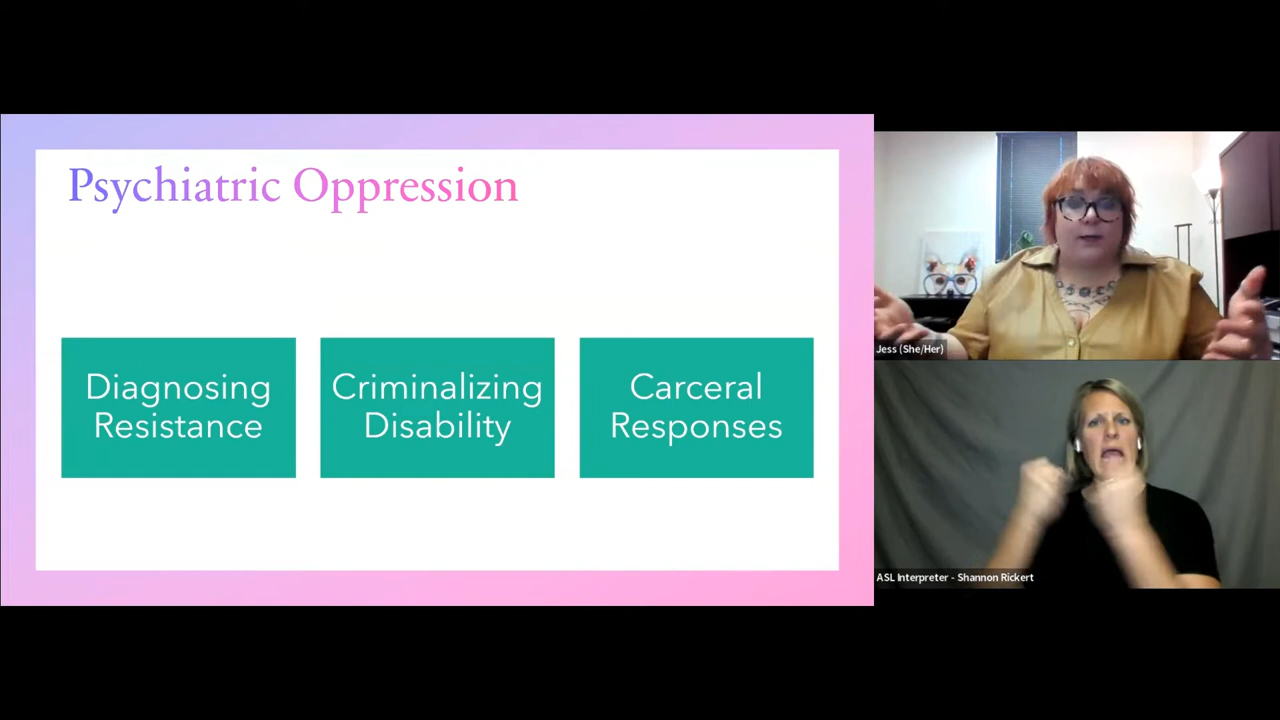 Psychiatric Oppression
Diagnosing
Resistance
Criminalizing
Disability
Carceral
Responses
Jess (She/Her)
ASL Interpreter - Shannon Rickert